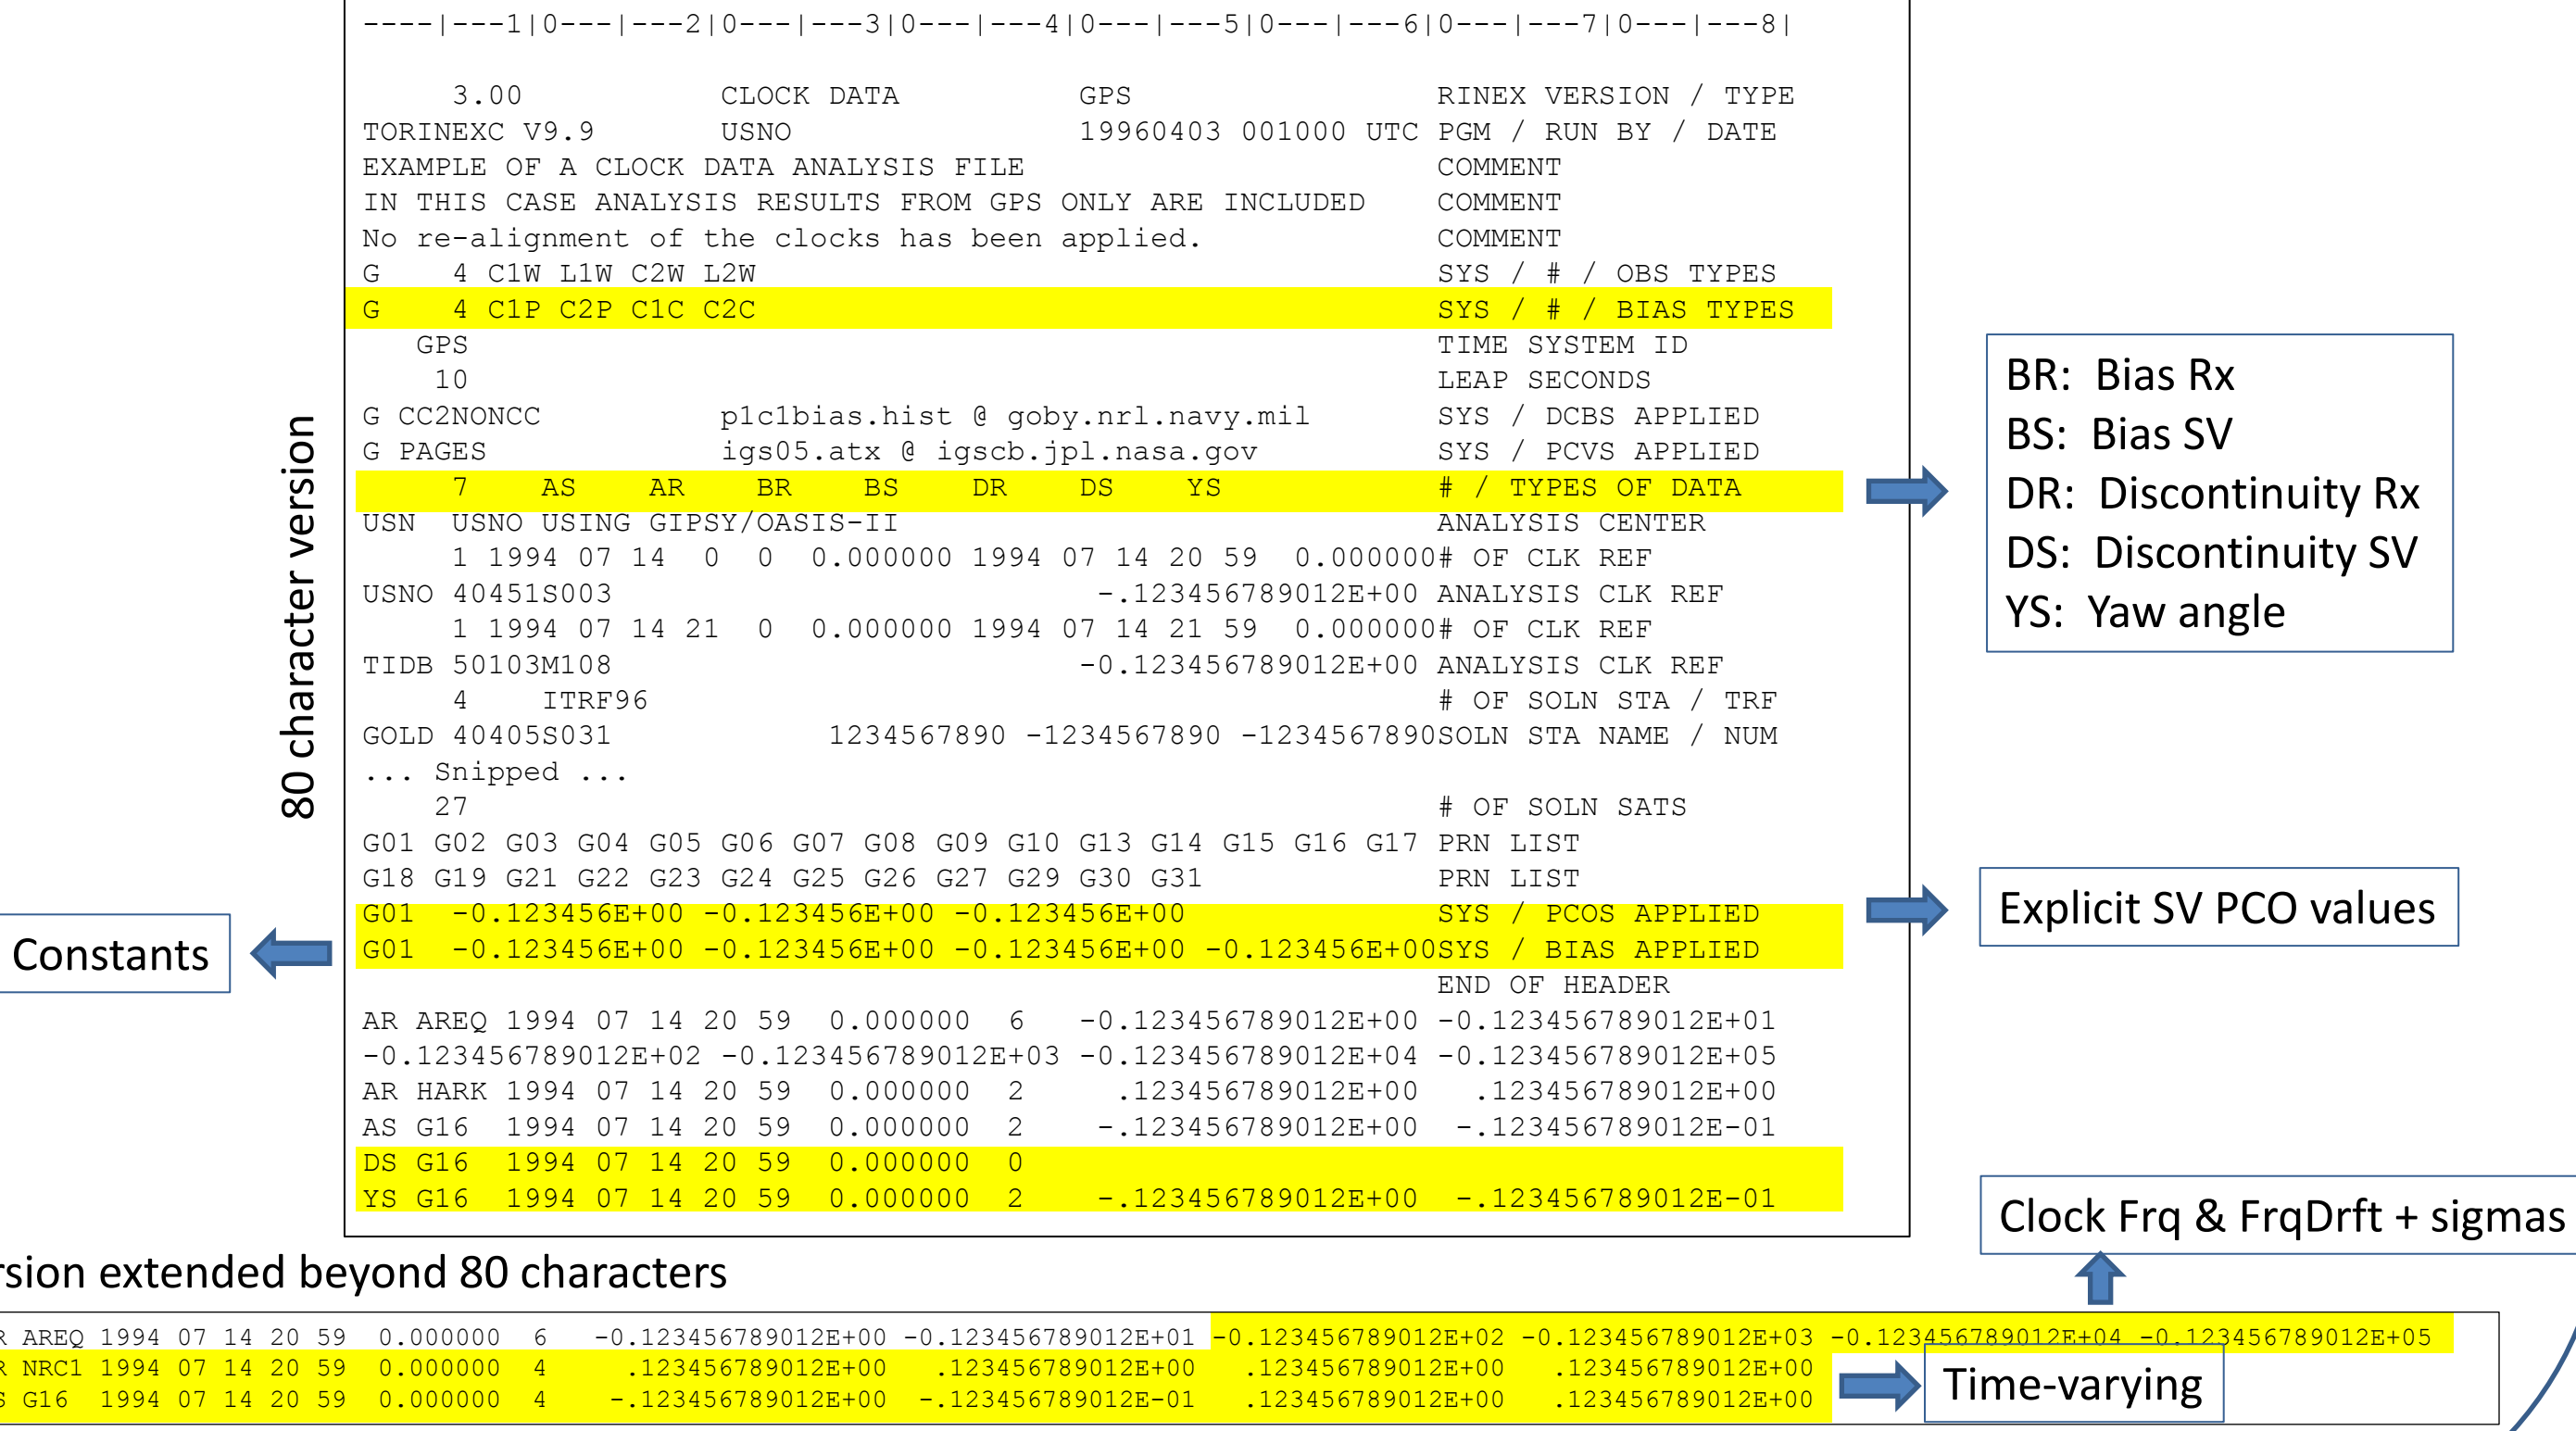 ----|---1|0---|---2|0---|---3|0---|---4|0---|---5|0---|---6|0---|---7|0---|---8|
     3.00           CLOCK DATA          GPS                 RINEX VERSION / TYPE
TORINEXC V9.9       USNO                19960403 001000 UTC PGM / RUN BY / DATE
EXAMPLE OF A CLOCK DATA ANALYSIS FILE                       COMMENT
IN THIS CASE ANALYSIS RESULTS FROM GPS ONLY ARE INCLUDED    COMMENT
No re-alignment of the clocks has been applied.             COMMENT
G    4 C1W L1W C2W L2W                                      SYS / # / OBS TYPES
G    4 C1P C2P C1C C2C                                      SYS / # / BIAS TYPES
   GPS                                                      TIME SYSTEM ID
    10                                                      LEAP SECONDS
G CC2NONCC          p1c1bias.hist @ goby.nrl.navy.mil       SYS / DCBS APPLIED
G PAGES             igs05.atx @ igscb.jpl.nasa.gov          SYS / PCVS APPLIED
     7    AS    AR    BR    BS    DR    DS    YS            # / TYPES OF DATA
USN  USNO USING GIPSY/OASIS-II                              ANALYSIS CENTER
     1 1994 07 14  0  0  0.000000 1994 07 14 20 59  0.000000# OF CLK REF
USNO 40451S003                           -.123456789012E+00 ANALYSIS CLK REF
     1 1994 07 14 21  0  0.000000 1994 07 14 21 59  0.000000# OF CLK REF
TIDB 50103M108                          -0.123456789012E+00 ANALYSIS CLK REF
     4    ITRF96                                            # OF SOLN STA / TRF
GOLD 40405S031            1234567890 -1234567890 -1234567890SOLN STA NAME / NUM
... Snipped ...
    27                                                      # OF SOLN SATS
G01 G02 G03 G04 G05 G06 G07 G08 G09 G10 G13 G14 G15 G16 G17 PRN LIST
G18 G19 G21 G22 G23 G24 G25 G26 G27 G29 G30 G31             PRN LIST
G01  -0.123456E+00 -0.123456E+00 -0.123456E+00              SYS / PCOS APPLIED
G01  -0.123456E+00 -0.123456E+00 -0.123456E+00 -0.123456E+00SYS / BIAS APPLIED
                                                            END OF HEADER
AR AREQ 1994 07 14 20 59  0.000000  6   -0.123456789012E+00 -0.123456789012E+01
-0.123456789012E+02 -0.123456789012E+03 -0.123456789012E+04 -0.123456789012E+05
AR HARK 1994 07 14 20 59  0.000000  2     .123456789012E+00   .123456789012E+00
AS G16  1994 07 14 20 59  0.000000  2    -.123456789012E+00  -.123456789012E-01
DS G16  1994 07 14 20 59  0.000000  0
YS G16  1994 07 14 20 59  0.000000  2    -.123456789012E+00  -.123456789012E-01
80 character version
Constants
BR: Bias Rx
BS: Bias SV
DR: Discontinuity Rx
DS: Discontinuity SV
YS: Yaw angle
Explicit SV PCO values
Clock Frq & FrqDrft + sigmas
rsion extended beyond 80 characters
R AREQ 1994 07 14 20 59  0.000000  6   -0.123456789012E+00 -0.123456789012E+01 -0.123456789012E+02 -0.123456789012E+03 -0.123456789012E+04 -0.123456789012E+05
R NRC1 1994 07 14 20 59  0.000000  4     .123456789012E+00   .123456789012E+00   .123456789012E+00   .123456789012E+00
S G16  1994 07 14 20 59  0.000000  4    -.123456789012E+00  -.123456789012E-01   .123456789012E+00   .123456789012E+00
Time-varying